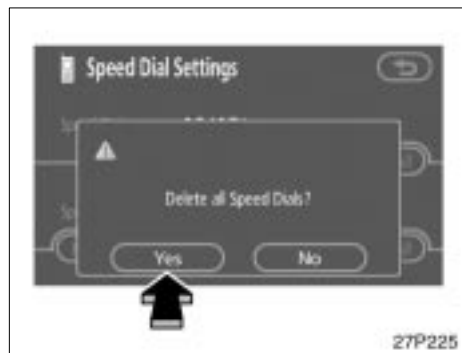 Speed Dial Settings
Delete all Speed Dials?
Yes
No
27P225